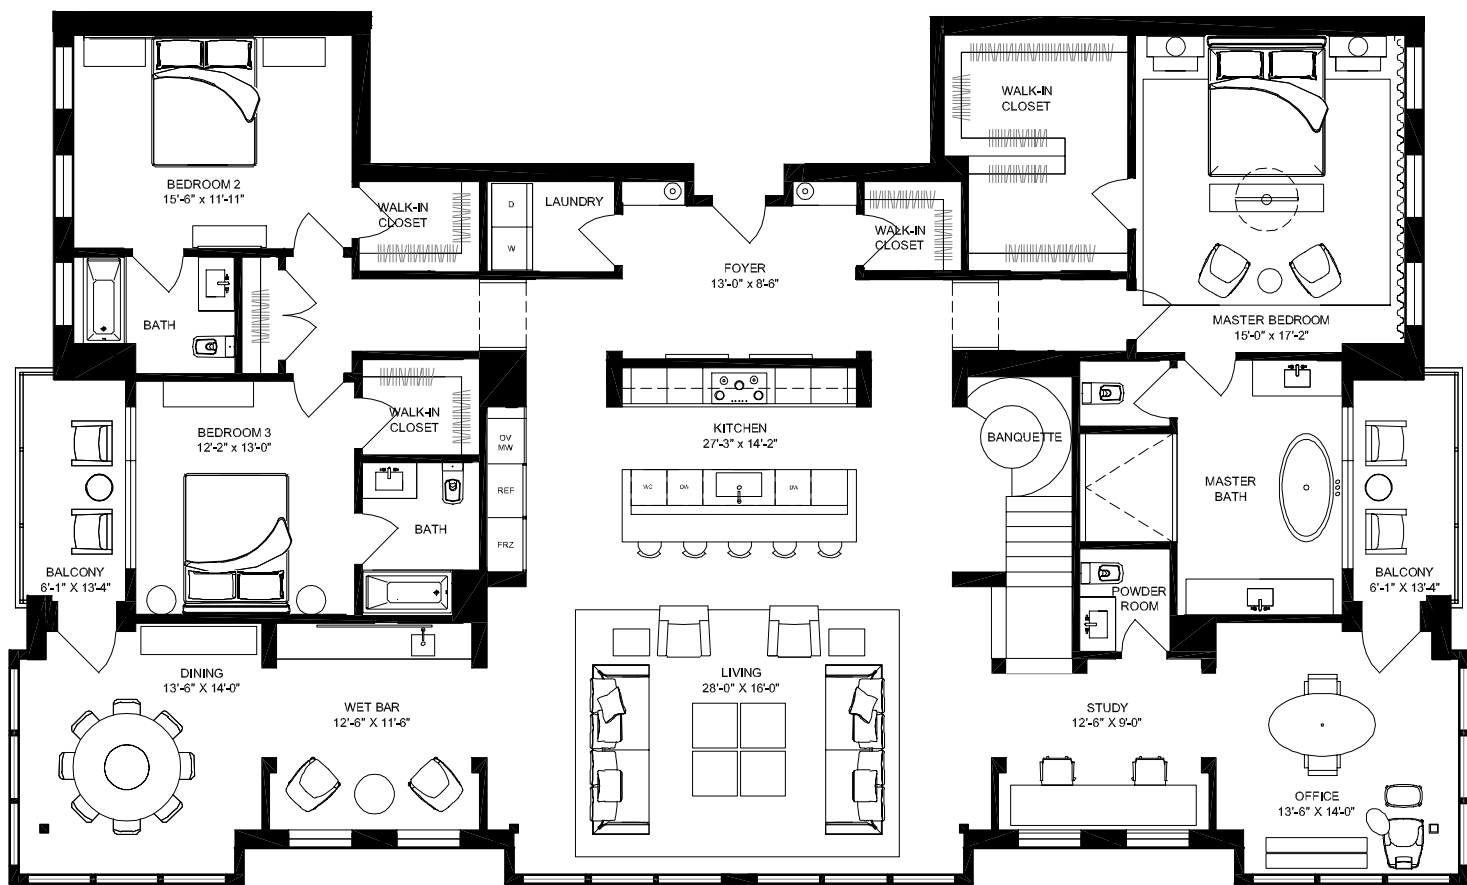 BEDROOM 2
15'-6" x 11'-11"
WALK-IN
CLOSET
D
W
LAUNDRY
FOYER
13'-0" x 8'-6"
WALK-IN
CLOSET
WALK-IN
CLOSET
MASTER BEDROOM
15'-0" x 17'-2"
BATH
BEDROOM 3
12'-2" x 13'-0"
WALK-IN
CLOSET
OV
MW
REF
FRZ
BATH
BALCONY
6'-1" X 13'-4"
KITCHEN
27'-3" x 14'-2"
WC
DW
DW
BANQUETTE
MASTER
BATH
POWDER
ROOM
BALCONY
6'-1" X 13'-4"
DINING
13'-6" X 14'-0"
WET BAR
12'-6" X 11'-6"
LIVING
28'-0" X 16'-0"
STUDY
12'-6" X 9'-0"
OFFICE
13'-6" X 14'-0"